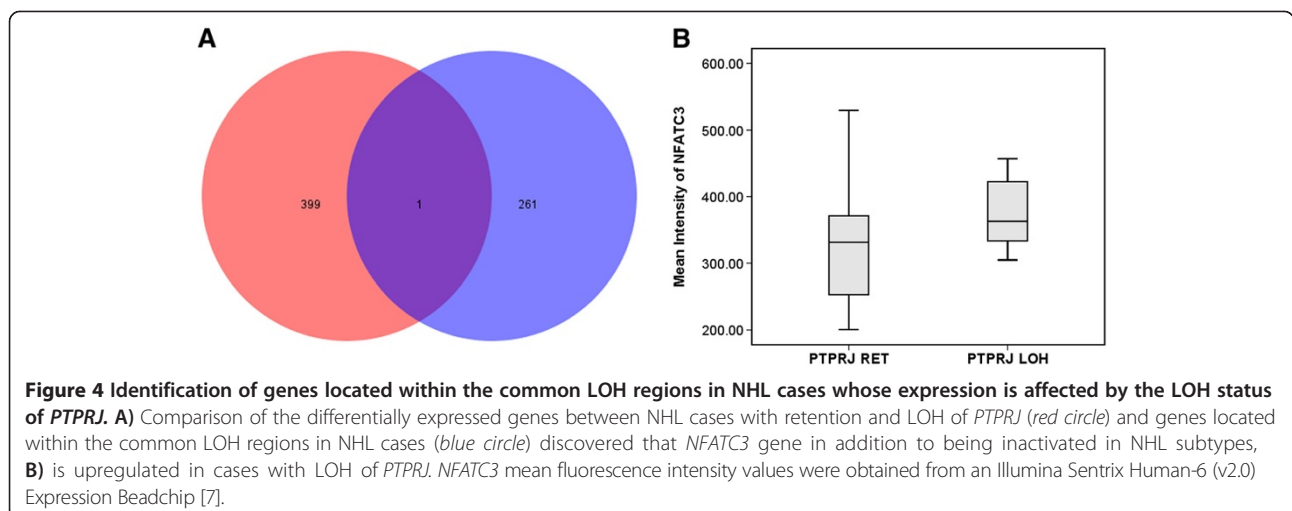 A
B
399
1
261
600.00
500.00
400.00
300.00
200.00
Mean Intensity of NFATC3
PTPRJ RET
PTPRJ LOH
Figure 4 Identification of genes located within the common LOH regions in NHL cases whose expression is affected by the LOH status
of PTPRJ. A) Comparison of the differentially expressed genes between NHL cases with retention and LOH of PTPRJ (red circle) and genes located
within the common LOH regions in NHL cases (blue circle) discovered that NFATC3 gene in addition to being inactivated in NHL subtypes,
B) is upregulated in cases with LOH of PTPRJ. NFATC3 mean fluorescence intensity values were obtained from an Illumina Sentrix Human-6 (v2.0)
Expression Beadchip [7].